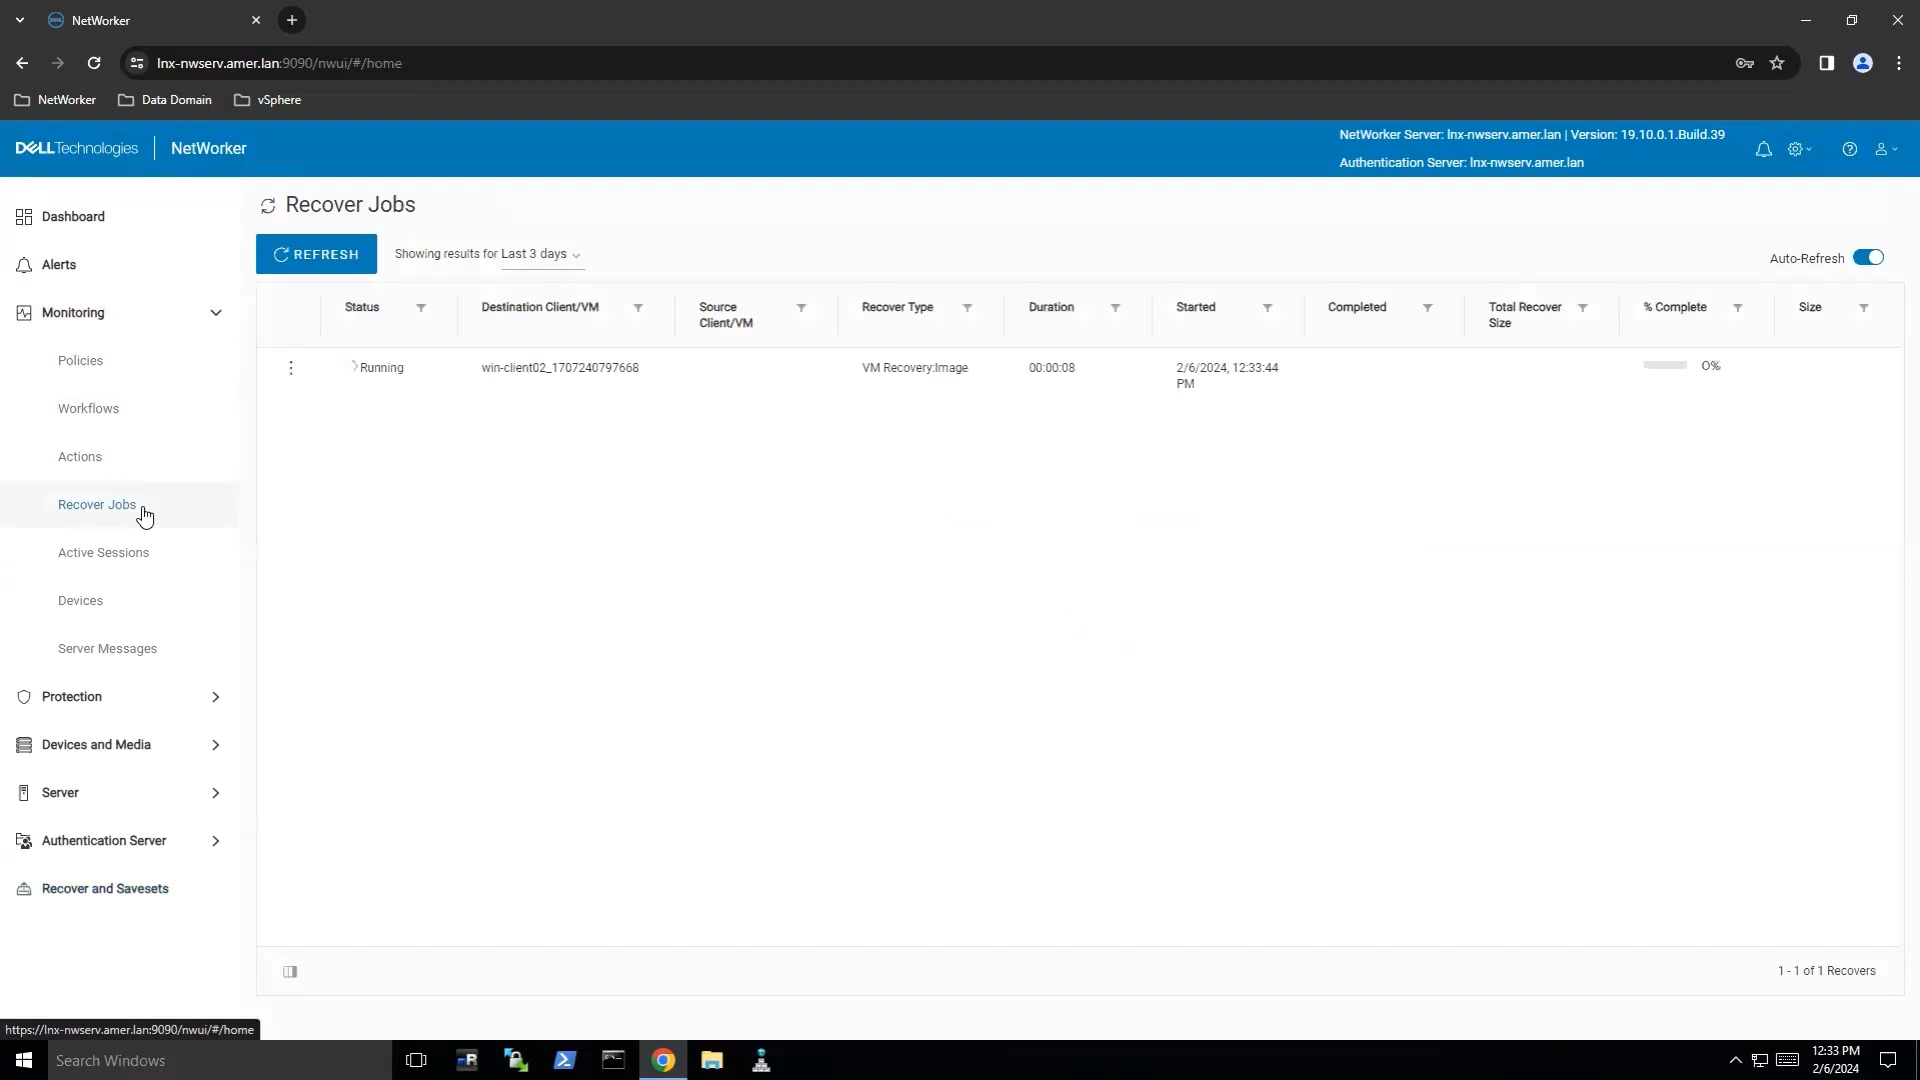 NetWorker
lnx-nwserv.amer.lan:9090/nwui/#/home
NetWorker
Data Domain
vSphere
DELLTechnologies
NetWorker
NetWorker Server: lnx-nwserv.amer.lan | Version: 19.10.0.1.Build.39
Authentication Server: lnx-nwserv.amer.lan
Dashboard
Alerts
Monitoring
Policies
Workflows
Actions
Recover Jobs
Active Sessions
Devices
Server Messages
Protection
Devices and Media
Server
Authentication Server
Recover and Savesets
Recover Jobs
REFRESH
Showing results for Last 3 days
Auto-Refresh
Status
Destination Client/VM
Source
Client/VM
Recover Type
Duration
Started
Completed
Total Recover
Size
% Complete
Size
Running
win-client02_1707240797668
VM Recovery:Image
00:00:08
2/6/2024, 12:33:44
PM
0%
1 - 1 of 1 Recovers
https://lnx-nwserv.amer.lan:9090/nwui/#/home
Search Windows
12:33 PM
2/6/2024